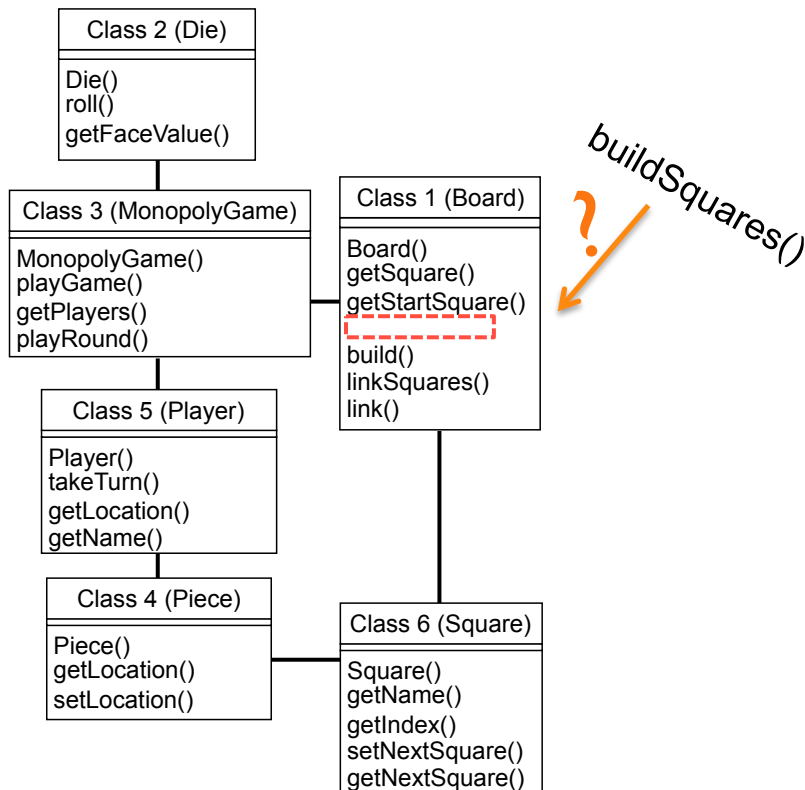 Class 2 (Die)
Die()
roll()
getFaceValue()
Class 3 (MonopolyGame)
MonopolyGame()
playGame()
getPlayers()
playRound()
Class 1 (Board)
Board()
getSquare()
getStartSquare()
build()
linkSquares()
link()
buildSquares()
?
Class 5 (Player)
Player()
takeTurn()
getLocation()
getName()
Class 4 (Piece)
Piece()
getLocation()
setLocation()
Class 6 (Square)
Square()
getName()
getIndex()
setNextSquare()
getNextSquare()